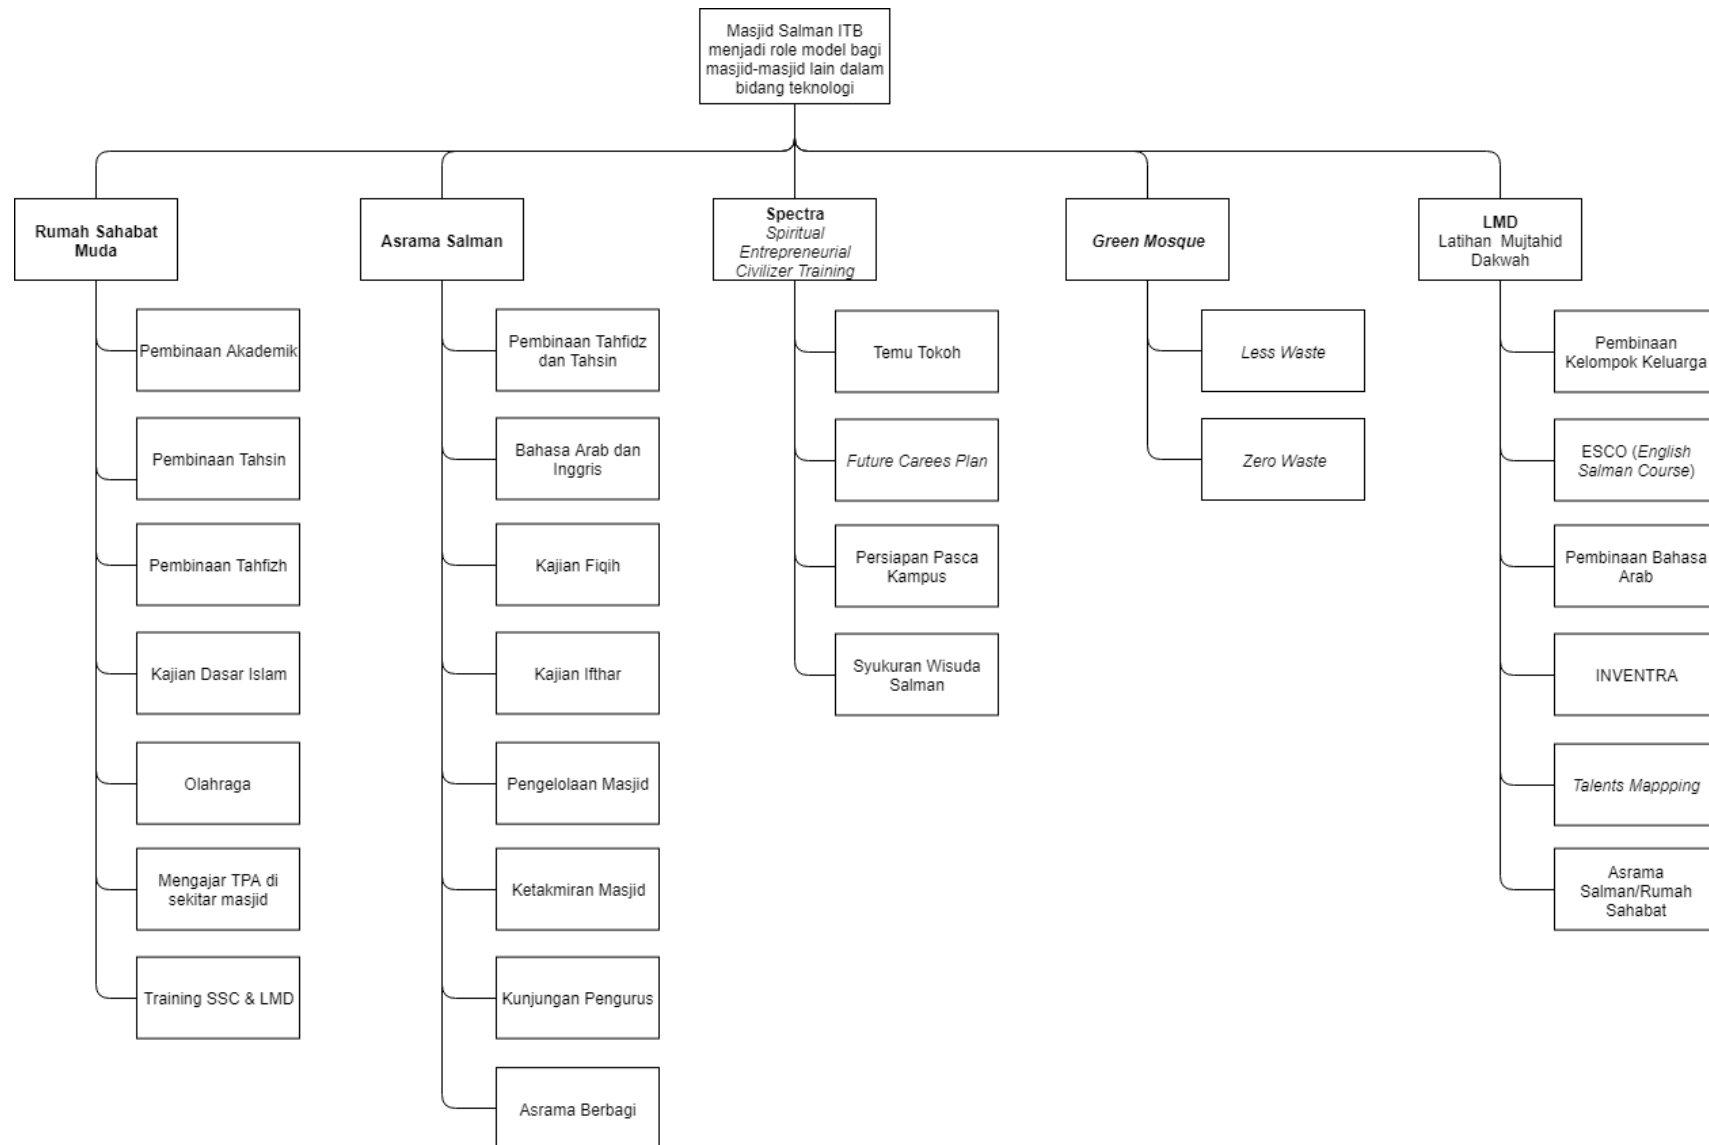 Masjid Salman ITB
menjadi role model bagi
masjid-masjid lain dalam
bidang teknologi
Rumah Sahabat
Muda
Pembinaan Akademik
Pembinaan Tahsin
Pembinaan Tahfizh
Kajian Dasar Islam
Olahraga
Mengajar TPA di
sekitar masjid
Training SSC & LMD
Asrama Salman
Pembinaan Tahfidz
dan Tahsin
Bahasa Arab dan
Inggris
Kajian Fiqih
Kajian Ifthar
Pengelolaan Masjid
Ketakmiran Masjid
Kunjungan Pengurus
Asrama Berbagi
Spectra
Spiritual
Entrepreneurial
Civilizer Training
Temu Tokoh
Future Carees Plan
Persiapan Pasca
Kampus
Syukuran Wisuda
Salman
Green Mosque
Less Waste
Zero Waste
LMD
Latihan Mujtahid
Dakwah
Pembinaan
Kelompok Keluarga
ESCO (English
Salman Course)
Pembinaan Bahasa
Arab
INVENTRA
Talents Mappping
Asrama
Salman/Rumah
Sahabat